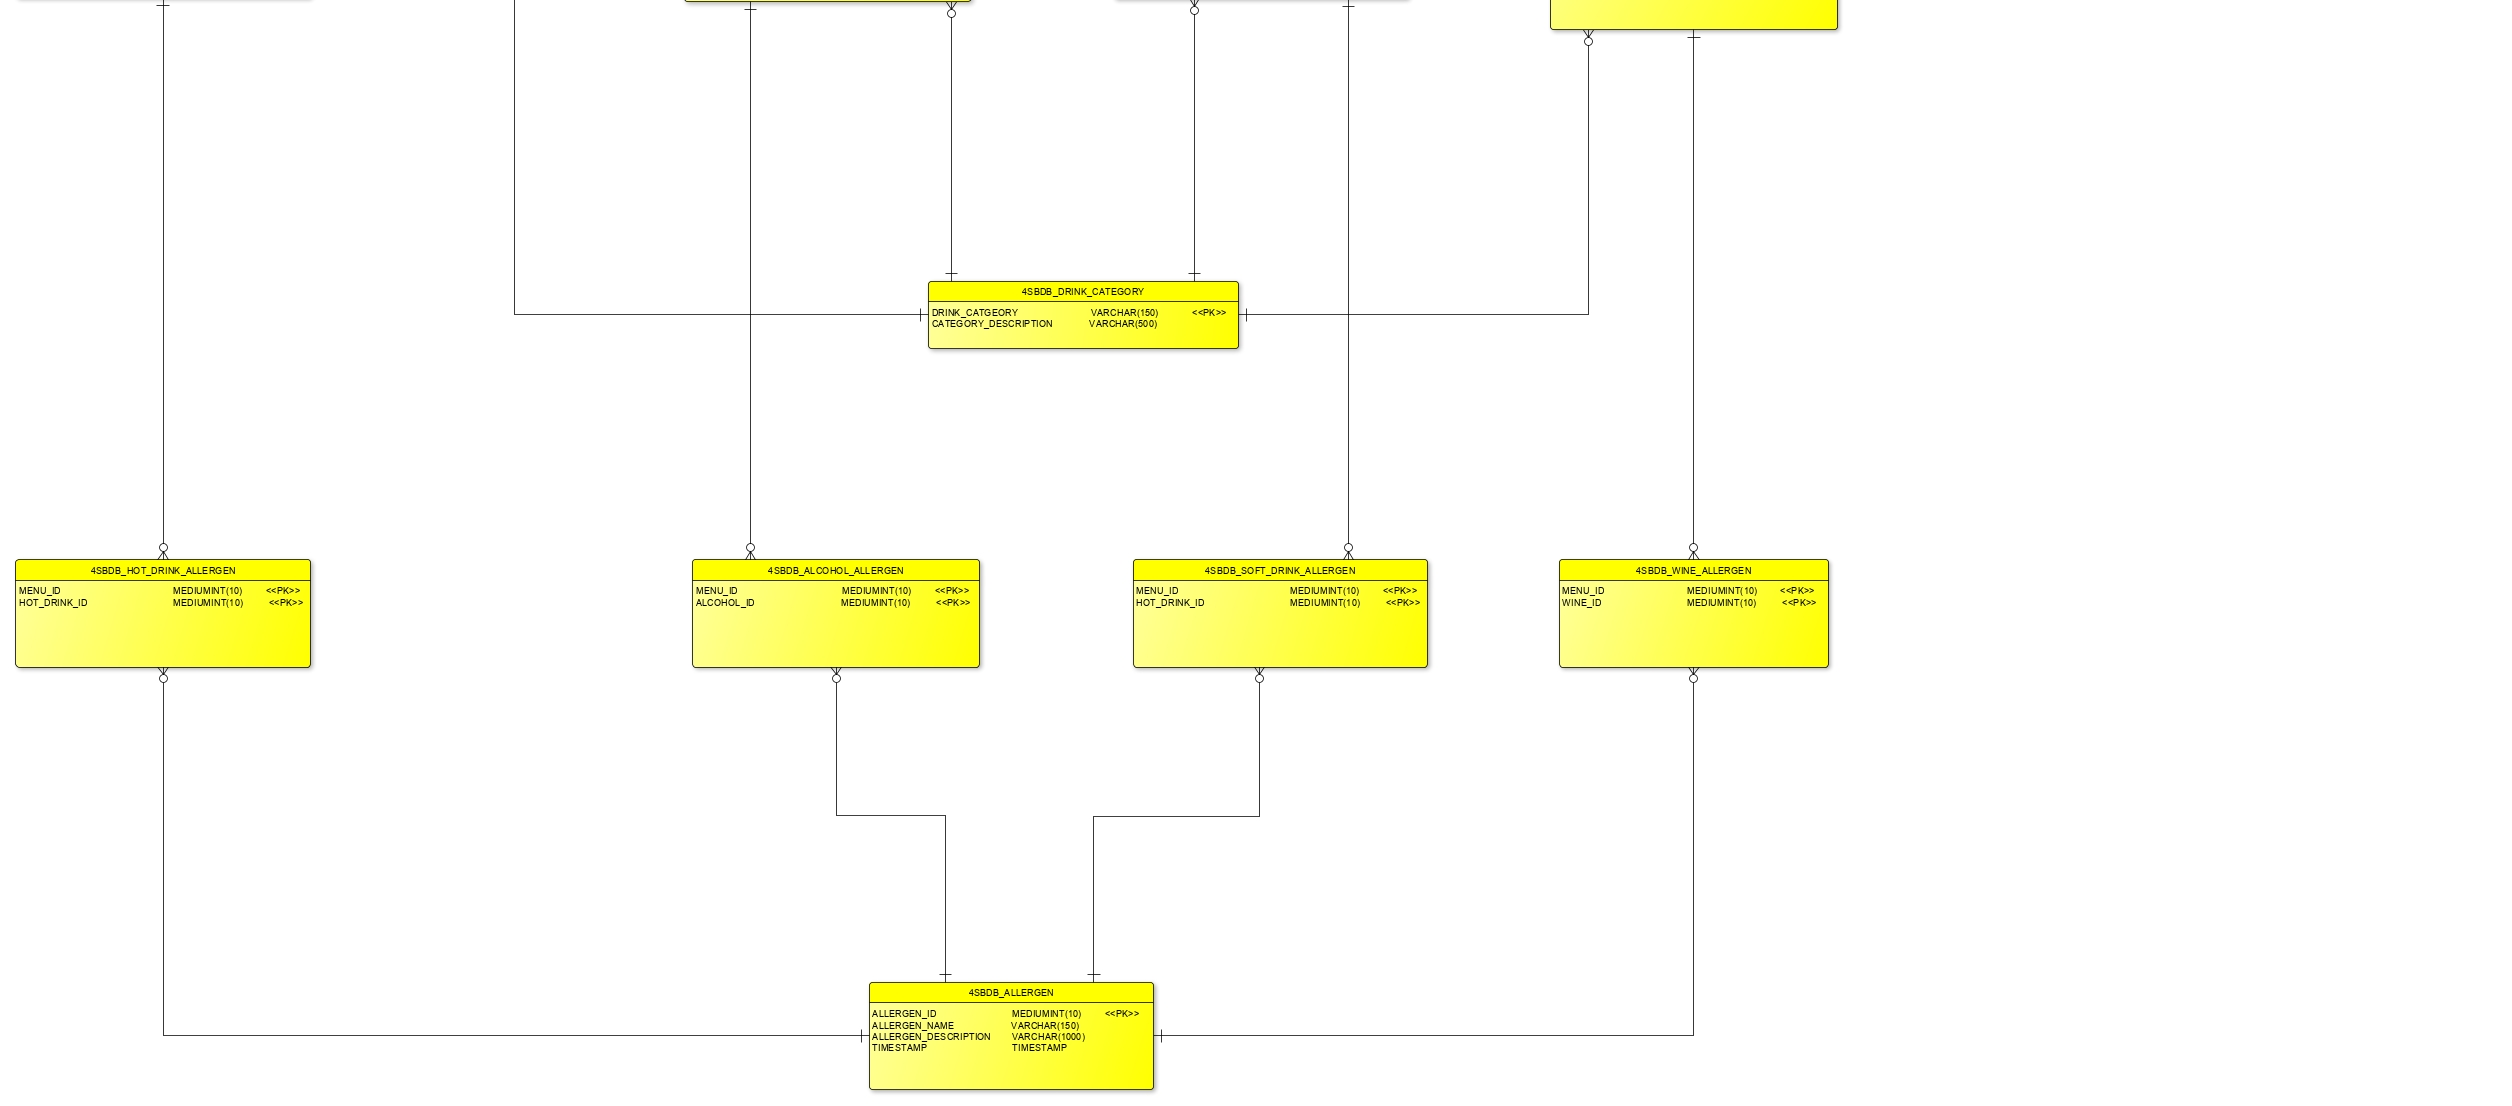 4SBDB_DRINK_CATEGORY
DRINK_CATGEORY VARCHAR(150) <<PK>>
CATEGORY_DESCRIPTION VARCHAR(500)
4SBDB_HOT_DRINK_ALLERGEN
MENU_ID MEDIUMINT(10) <<PK>>
HOT_DRINK_ID MEDIUMINT(10) <<PK>>
4SBDB_ALCOHOL_ALLERGEN
MENU_ID MEDIUMINT(10) <<PK>>
ALCOHOL_ID MEDIUMINT(10) <<PK>>
4SBDB_SOFT_DRINK_ALLERGEN
MENU_ID MEDIUMINT(10) <<PK>>
HOT_DRINK_ID MEDIUMINT(10) <<PK>>
4SBDB_WINE_ALLERGEN
MENU_ID MEDIUMINT(10) <<PK>>
WINE_ID MEDIUMINT(10) <<PK>>
4SBDB_ALLERGEN
ALLERGEN_ID MEDIUMINT(10) <<PK>>
ALLERGEN_NAME VARCHAR(150)
ALLERGEN_DESCRIPTION VARCHAR(1000)
TIMESTAMP TIMESTAMP